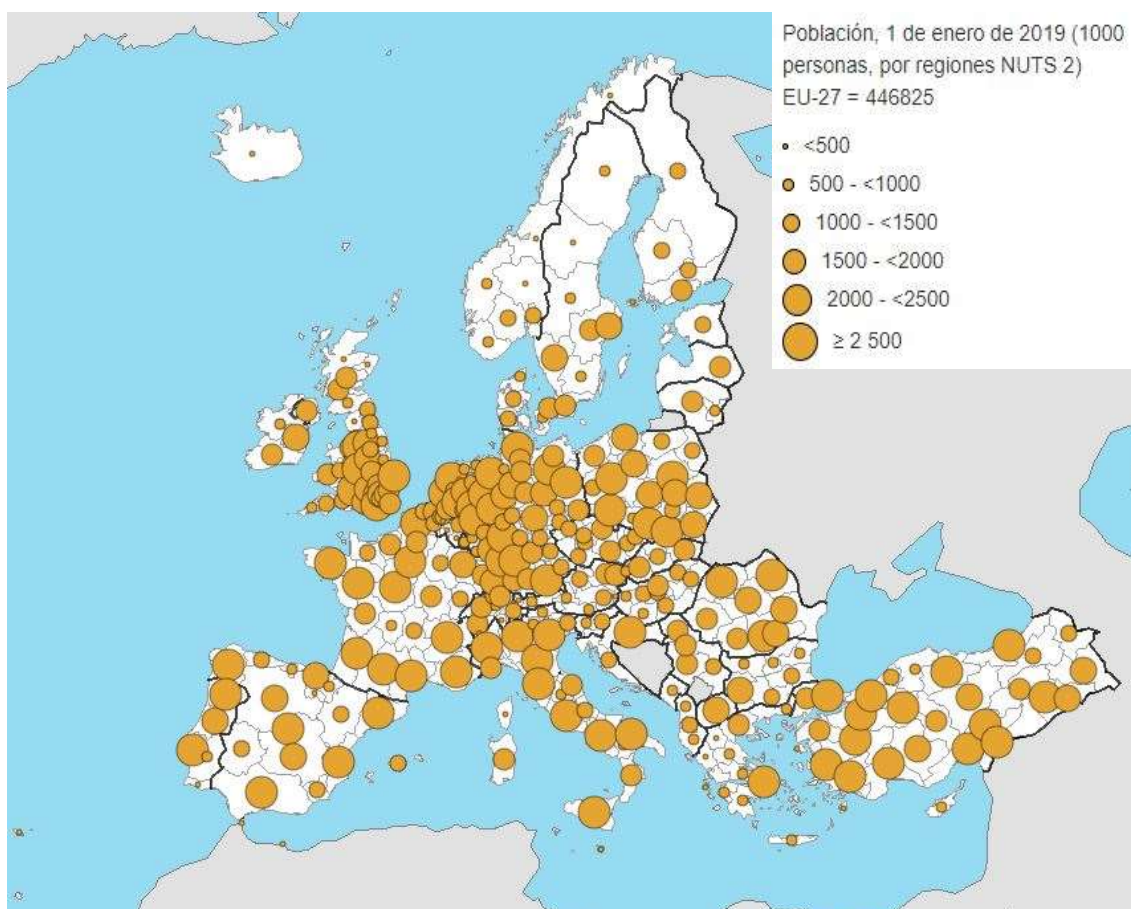 Población, 1 de enero de 2019 (1000
personas, por regiones NUTS 2)
EU-27 = 446825
<500
500 - <1000
1000 - <1500
1500 - <2000
2000 - <2500
≥ 2 500